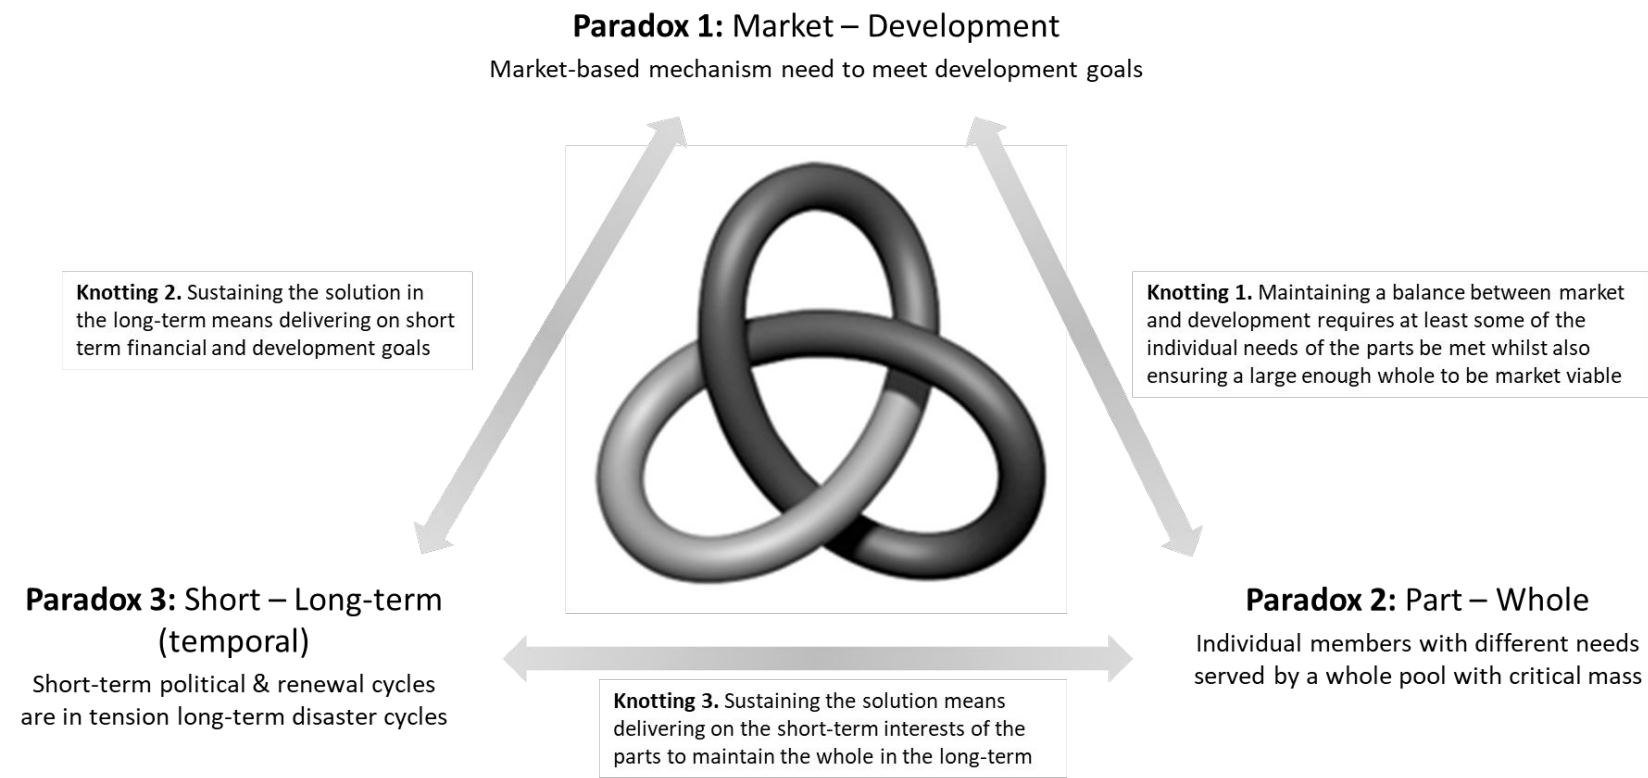 Paradox 1: Market – Development
Market-based mechanism need to meet development goals
Knotting 2. Sustaining the solution in
the long-term means delivering on short
term financial and development goals
Knotting 1. Maintaining a balance between market
and development requires at least some of the
individual needs of the parts be met whilst also
ensuring a large enough whole to be market viable
Paradox 3: Short – Long-term
(temporal)
Short-term political & renewal cycles
are in tension long-term disaster cycles
Paradox 2: Part – Whole
Individual members with different needs
served by a whole pool with critical mass
Knotting 3. Sustaining the solution means
delivering on the short-term interests of the
parts to maintain the whole in the long-term